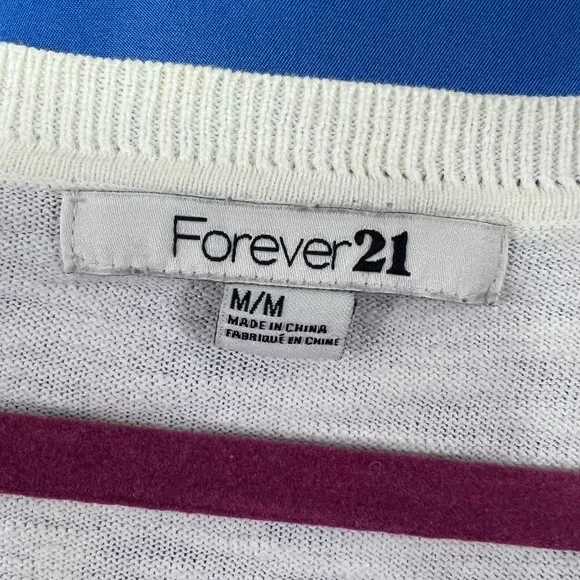 Forever21
M/M
MADE IN CHINA
FABRIQUÉ EN CHINE